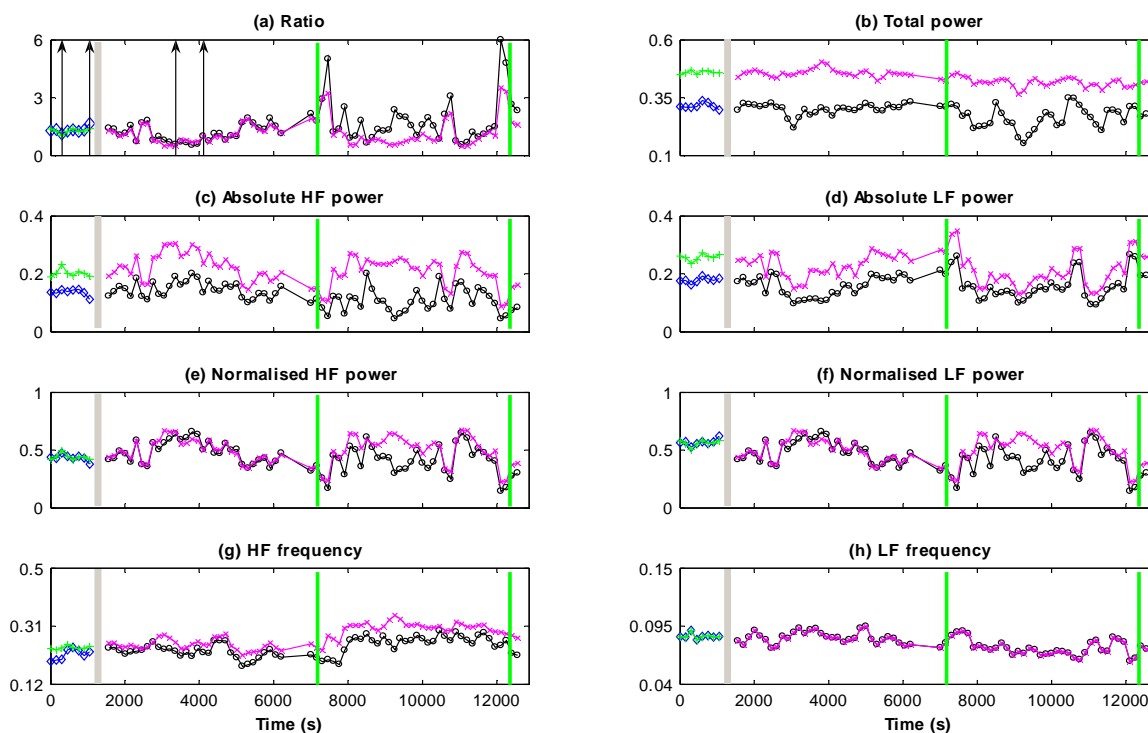 (a) Ratio
6
3
1
0
(b) Total power
0.6
0.35
0.1
(c) Absolute HF power
0.4
0.2
0
(d) Absolute LF power
0.4
0.2
0
(e) Normalised HF power
1
0.5
0
(f) Normalised LF power
1
0.5
0
(g) HF frequency
0.5
0.31
0.12
0 2000 4000 6000 8000 10000 12000
Time (s)
(h) LF frequency
0.15
0.095
0.04
0 2000 4000 6000 8000 10000 12000
Time (s)